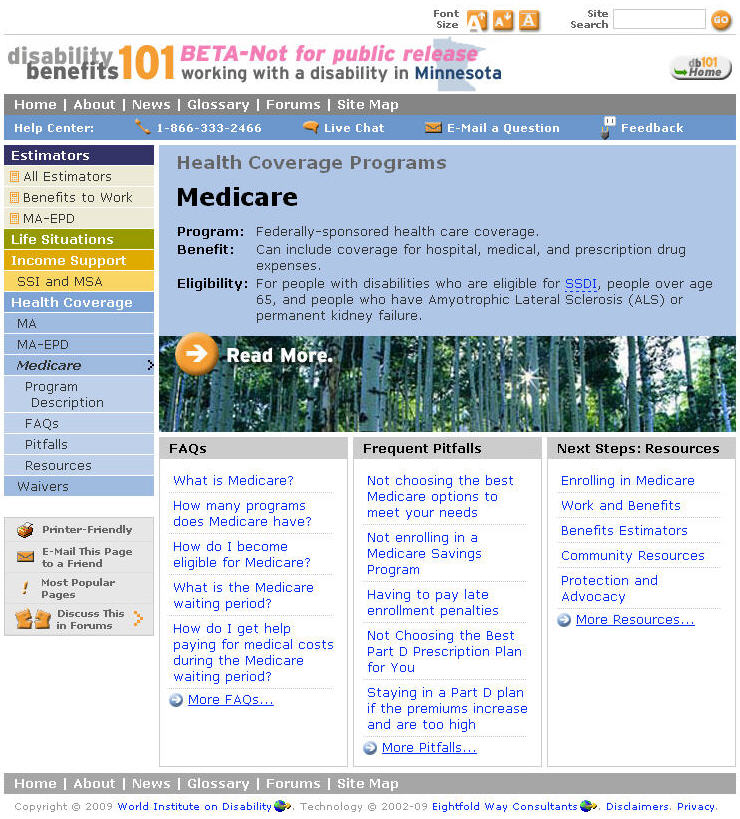 Font Size A A A Site Search GO
disability benefits 101 BETA-Not for public release
working with a disability in Minnesota
db101 Home
Home | About | News | Glossary | Forums | Site Map
Help Center: 1-866-333-2466 Live Chat E-Mail a Question Feedback
Estimators
All Estimators
Benefits to Work
MA-EPD
Life Situations
Income Support
SSI and MSA
Health Coverage
MA
MA-EPD
Medicare
Program
Description
FAQs
Pitfalls
Resources
Waivers
Printer-Friendly
E-Mail This Page
to a Friend
Most Popular
Pages
Discuss This
in Forums
Health Coverage Programs
Medicare
Program: Federally-sponsored health care coverage.
Benefit: Can include coverage for hospital, medical, and prescription drug
expenses.
Eligibility: For people with disabilities who are eligible for SSDI, people over age
65, and people who have Amyotrophic Lateral Sclerosis (ALS) or
permanent kidney failure.
Read More.
FAQs
What is Medicare?
How many programs
does Medicare have?
How do I become
eligible for Medicare?
What is the Medicare
waiting period?
How do I get help
paying for medical costs
during the Medicare
waiting period?
More FAQs...
Frequent Pitfalls
Not choosing the best
Medicare options to
meet your needs
Not enrolling in a
Medicare Savings
Program
Having to pay late
enrollment penalties
Not Choosing the Best
Part D Prescription Plan
for You
Staying in a Part D plan
if the premiums increase
and are too high
More Pitfalls...
Next Steps: Resources
Enrolling in Medicare
Work and Benefits
Benefits Estimators
Community Resources
Protection and
Advocacy
More Resources...
Home | About | News | Glossary | Forums | Site Map
Copyright © 2009 World Institute on Disability. Technology © 2002-09 Eightfold Way Consultants. Disclaimers. Privacy.